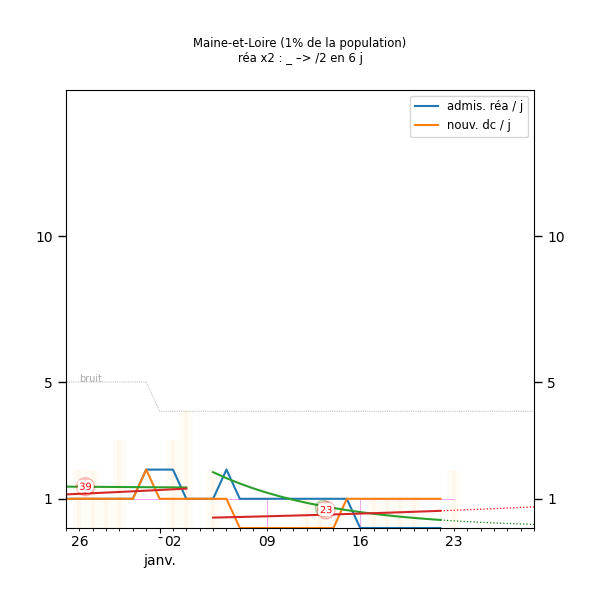 Maine-et-Loire (1% de la population)
réa x2 : _ –> /2 en 6 j
admis. réa / j
nouv. dc / j
10 10
5 5
bruit
39
23
1 1
26 02 09 16 23
janv.